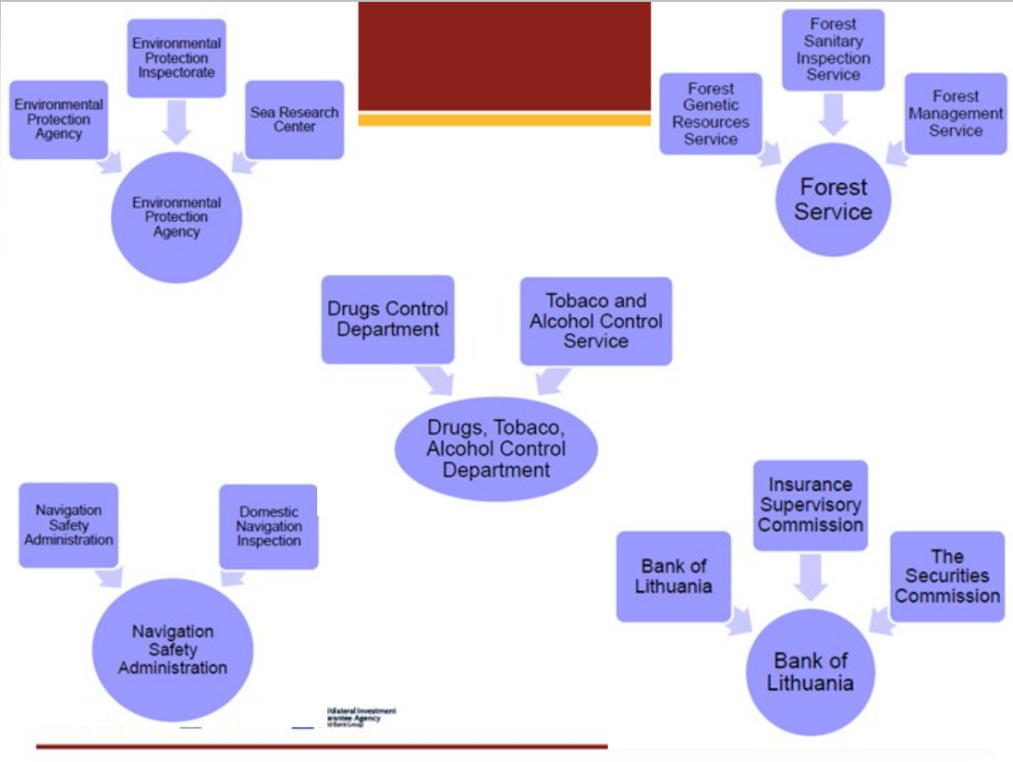 Environmental
Protection
Inspectorate
Environmental
Protection
Agency
Sea Research
Center
Environmental
Protection
Agency
Forest
Sanitary
Inspection
Service
Forest
Genetic
Resources
Service
Forest
Management
Service
Forest
Service
Drugs Control
Department
Tobaco and
Alcohol Control
Service
Drugs, Tobaco,
Alcohol Control
Department
Navigation
Safety
Administration
Domestic
Navigation
Inspection
Navigation
Safety
Administration
Insurance
Supervisory
Commission
Bank of
Lithuania
The
Securities
Commission
Bank of
Lithuania
Investment
Agency